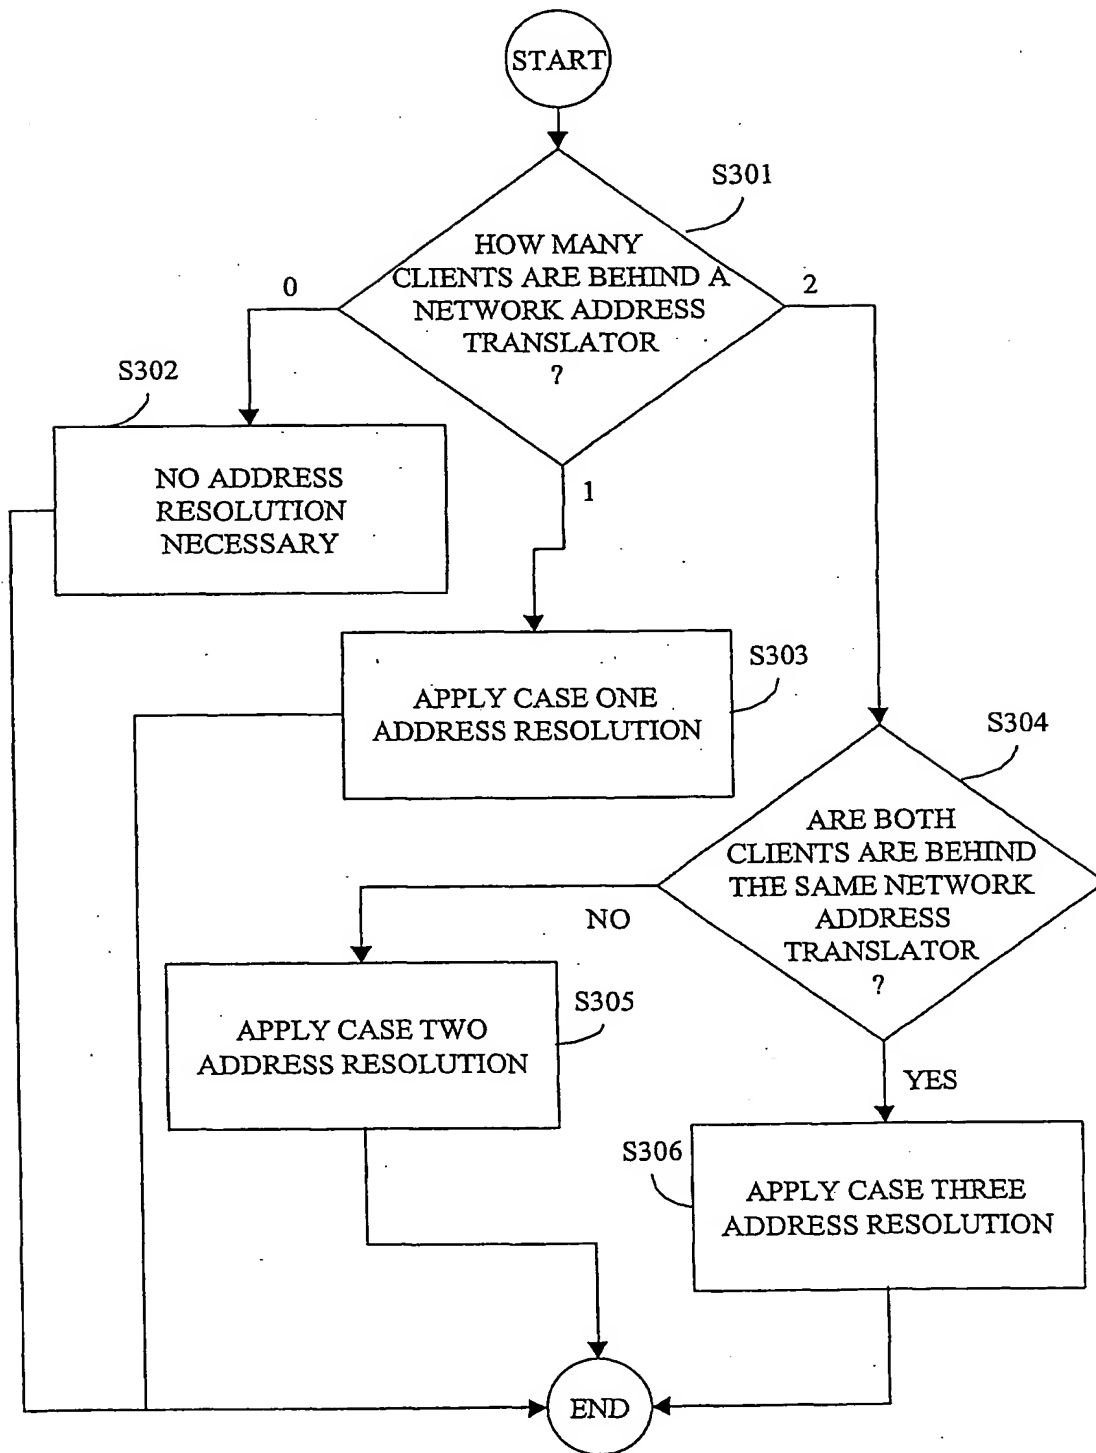 START
S301
HOW MANY
CLIENTS ARE BEHIND A
NETWORK ADDRESS
TRANSLATOR
?
0
2
1
S302
NO ADDRESS
RESOLUTION
NECESSARY
S303
APPLY CASE ONE
ADDRESS RESOLUTION
S304
ARE BOTH
CLIENTS ARE BEHIND
THE SAME NETWORK
ADDRESS
TRANSLATOR
?
NO
YES
S305
APPLY CASE TWO
ADDRESS RESOLUTION
S306
APPLY CASE THREE
ADDRESS RESOLUTION
END